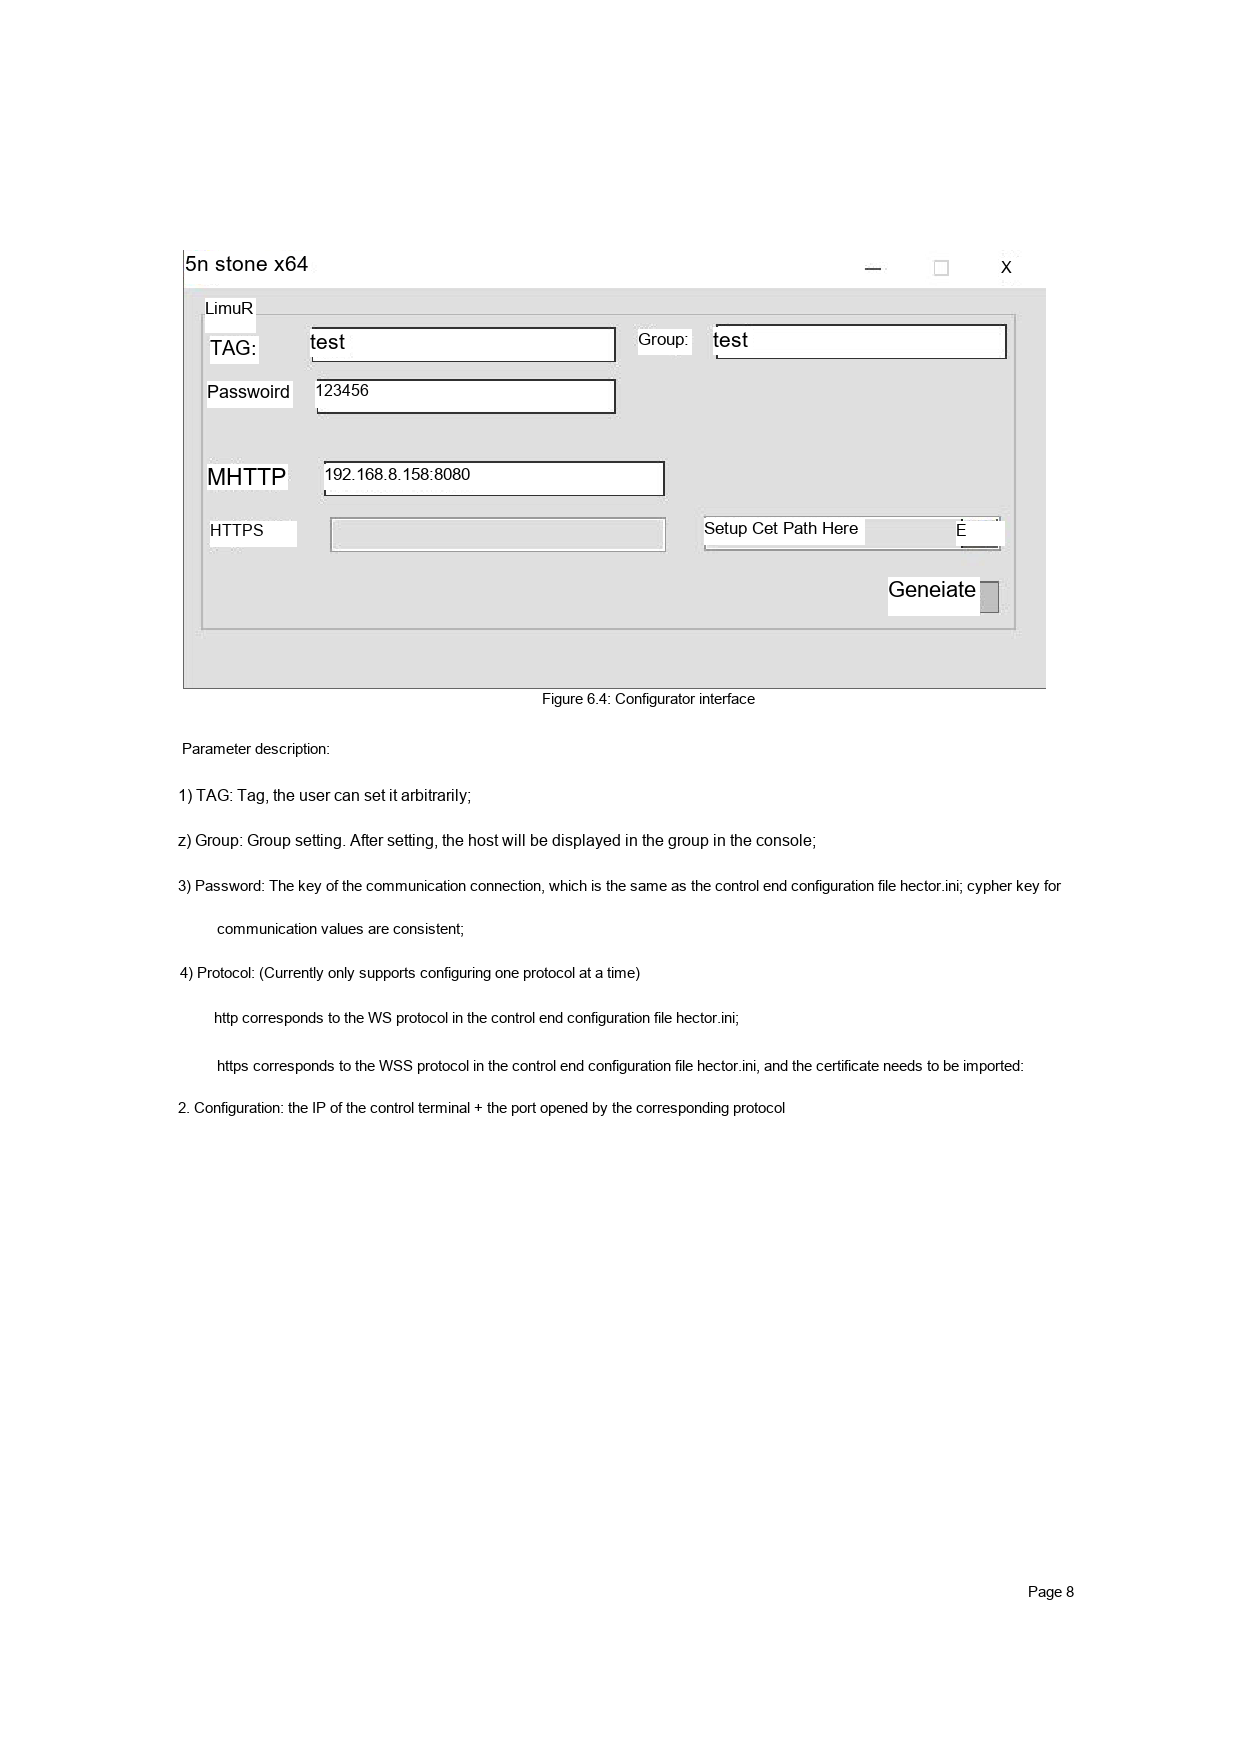 5n stone x64
X
LimuR
TAG:
test
Group:
test
Passwoird
123456
MHTTP
192.168.8.158:8080
HTTPS
Setup Cet Path Here
E
Geneiate
Figure 6.4: Configurator interface
Parameter description:
1) TAG: Tag, the user can set it arbitrarily;
z) Group: Group setting. After setting, the host will be displayed in the group in the console;
3) Password: The key of the communication connection, which is the same as the control end configuration file hector.ini; cypher key for
communication values are consistent;
4) Protocol: (Currently only supports configuring one protocol at a time)
http corresponds to the WS protocol in the control end configuration file hector.ini;
https corresponds to the WSS protocol in the control end configuration file hector.ini, and the certificate needs to be imported:
2. Configuration: the IP of the control terminal + the port opened by the corresponding protocol
Page 8